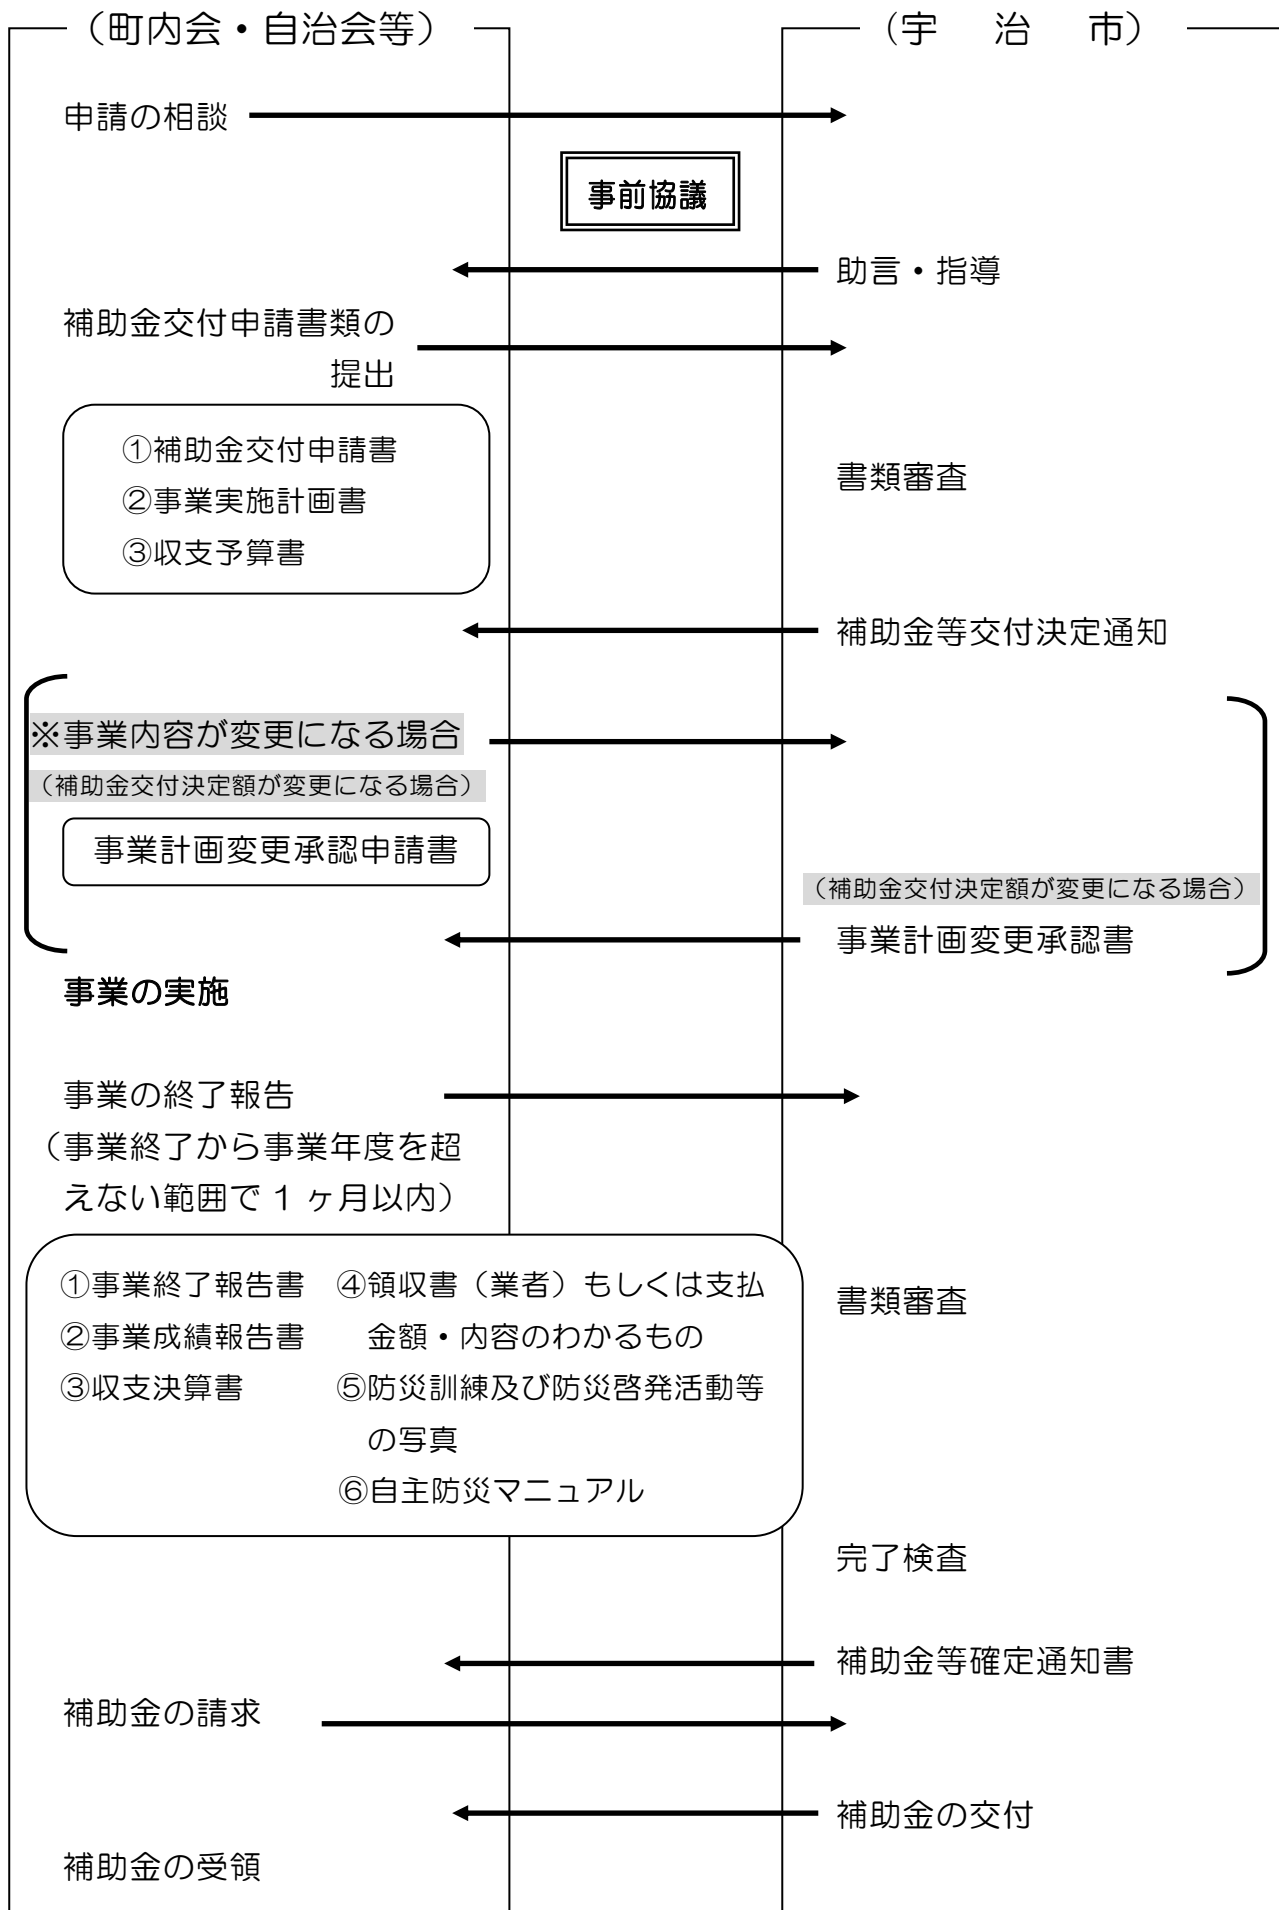 （町内会・自治会等）
（宇　治　市）
申請の相談
事前協議
助言・指導
補助金交付申請書類の
提出
①補助金交付申請書
②事業実施計画書
③収支予算書
書類審査
補助金等交付決定通知
※事業内容が変更になる場合
（補助金交付決定額が変更になる場合）
事業計画変更承認申請書
（補助金交付決定額が変更になる場合）
事業計画変更承認書
事業の実施
事業の終了報告
（事業終了から事業年度を超
えない範囲で１ヶ月以内）
①事業終了報告書
②事業成績報告書
③収支決算書
④領収書（業者）もしくは支払
金額・内容のわかるもの
⑤防災訓練及び防災啓発活動等
の写真
⑥自主防災マニュアル
書類審査
完了検査
補助金等確定通知書
補助金の請求
補助金の交付
補助金の受領